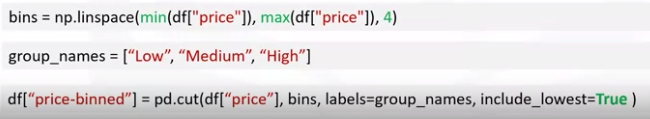 bins = np.linspace(min(df["price"]), max(df["price"]), 4)
group_names = [“Low”, “Medium”, “High”]
df[“price-binned”] = pd.cut(df[“price”], bins, labels=group_names, include_lowest=True )